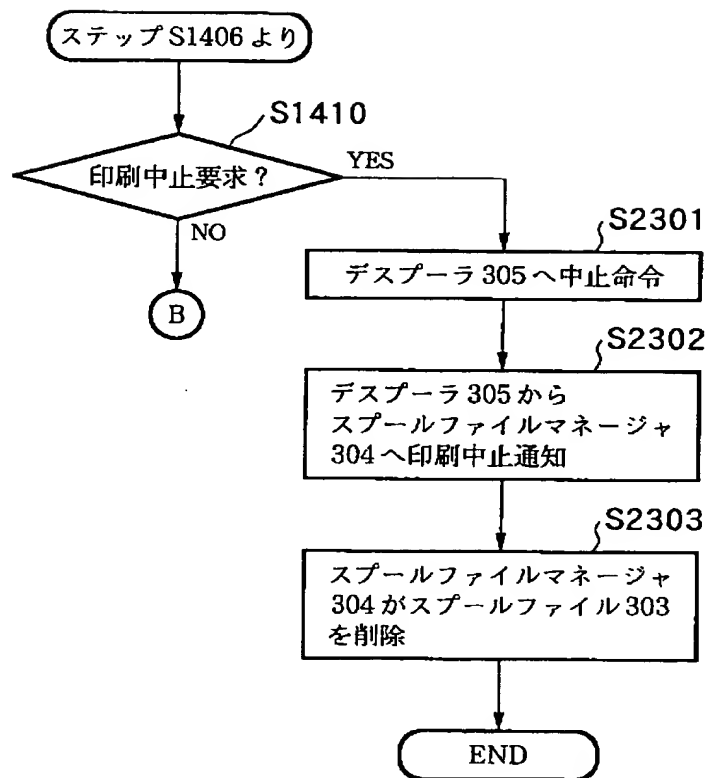 ステップS1406より
S1410
印刷中止要求？
YES
NO
B
S2301
デスプーラ305へ中止命令
S2302
デスプーラ305から
スプールファイルマネージャ
304へ印刷中止通知
S2303
スプールファイルマネージャ
304がスプールファイル303
を削除
END